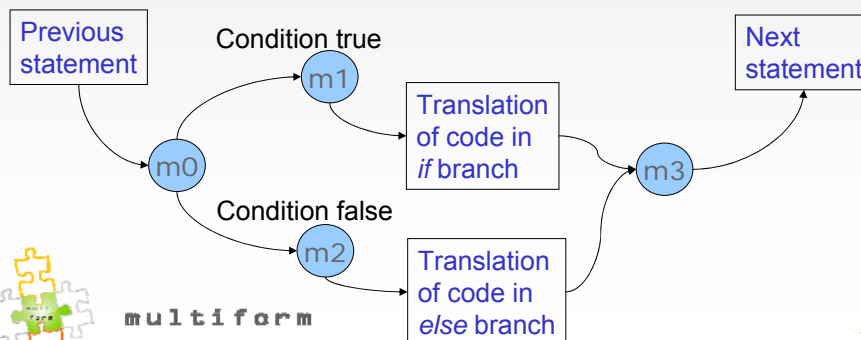 Previous
statement
Condition true
m1
Next
statement
Translation
of code in
if branch
m0
m3
Condition false
m2
Translation
of code in
else branch
multiform